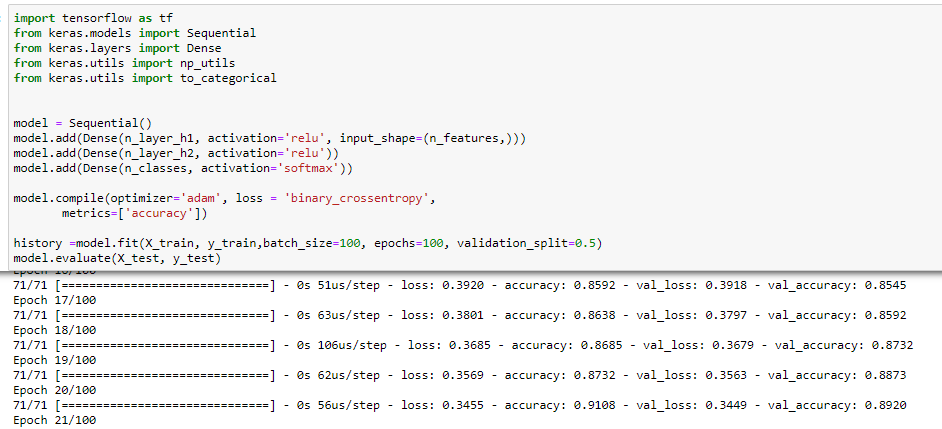 import tensorflow as tf
from keras.models import Sequential
from keras.layers import Dense
from keras.utils import np_utils
from keras.utils import to_categorical
model = Sequential()
model.add(Dense(n_layer_h1, activation='relu', input_shape=(n_features,)))
model.add(Dense(n_layer_h2, activation='relu'))
model.add(Dense(n_classes, activation='softmax'))
model.compile(optimizer='adam', loss = 'binary_crossentropy',
metrics=['accuracy'])
history =model.fit(X_train, y_train,batch_size=100, epochs=100, validation_split=0.5)
model.evaluate(X_test, y_test)
Epoch 16/100
71/71 [==============================] - 0s 51us/step - loss: 0.3920 - accuracy: 0.8592 - val_loss: 0.3918 - val_accuracy: 0.8545
Epoch 17/100
71/71 [==============================] - 0s 63us/step - loss: 0.3801 - accuracy: 0.8638 - val_loss: 0.3797 - val_accuracy: 0.8592
Epoch 18/100
71/71 [==============================] - 0s 106us/step - loss: 0.3685 - accuracy: 0.8685 - val_loss: 0.3679 - val_accuracy: 0.8732
Epoch 19/100
71/71 [==============================] - 0s 62us/step - loss: 0.3569 - accuracy: 0.8732 - val_loss: 0.3563 - val_accuracy: 0.8873
Epoch 20/100
71/71 [==============================] - 0s 56us/step - loss: 0.3455 - accuracy: 0.9108 - val_loss: 0.3449 - val_accuracy: 0.8920
Epoch 21/100